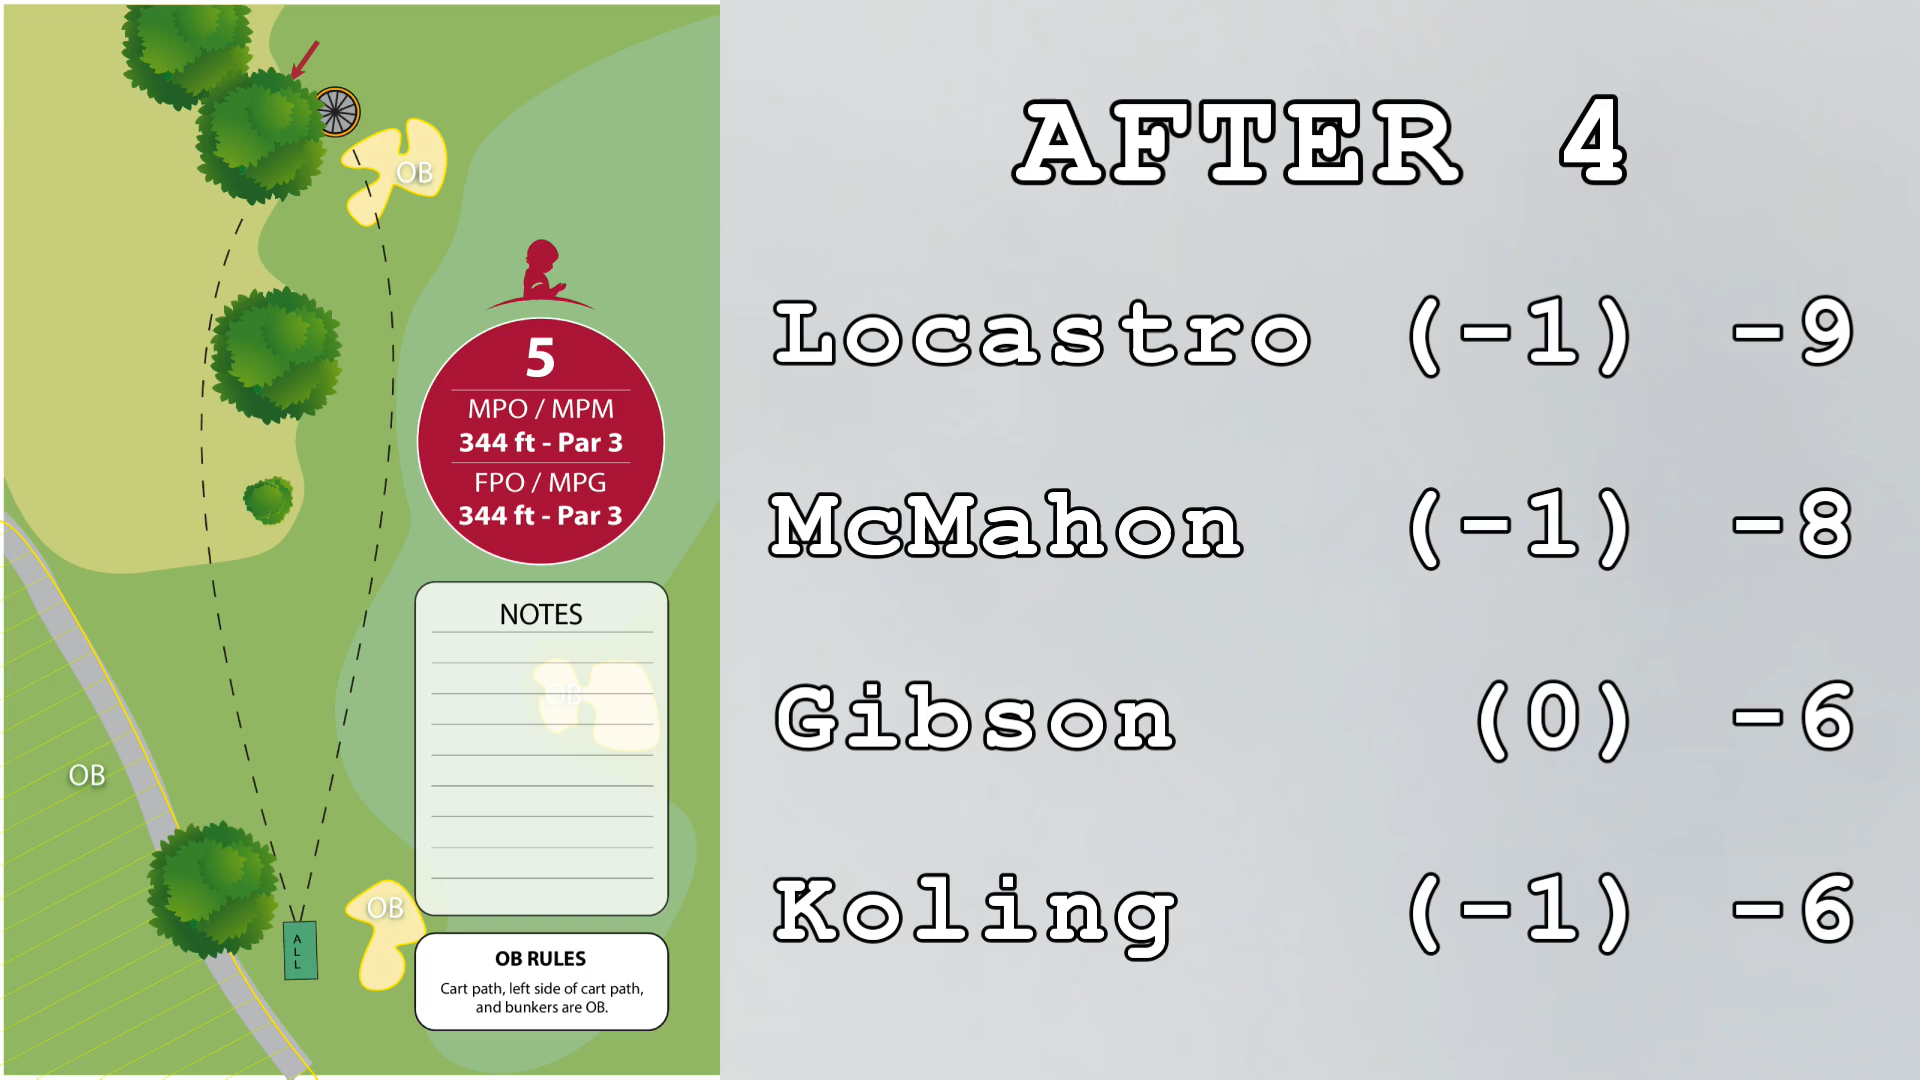 OB
5
MPO / MPM
344 ft - Par 3
FPO / MPG
344 ft - Par 3
NOTES
OB
OB
OB
ALL
OB RULES
Cart path, left side of cart path,
and bunkers are OB.
AFTER 4
Locastro (-1) -9
McMahon (-1) -8
Gibson (0) -6
Koling (-1) -6